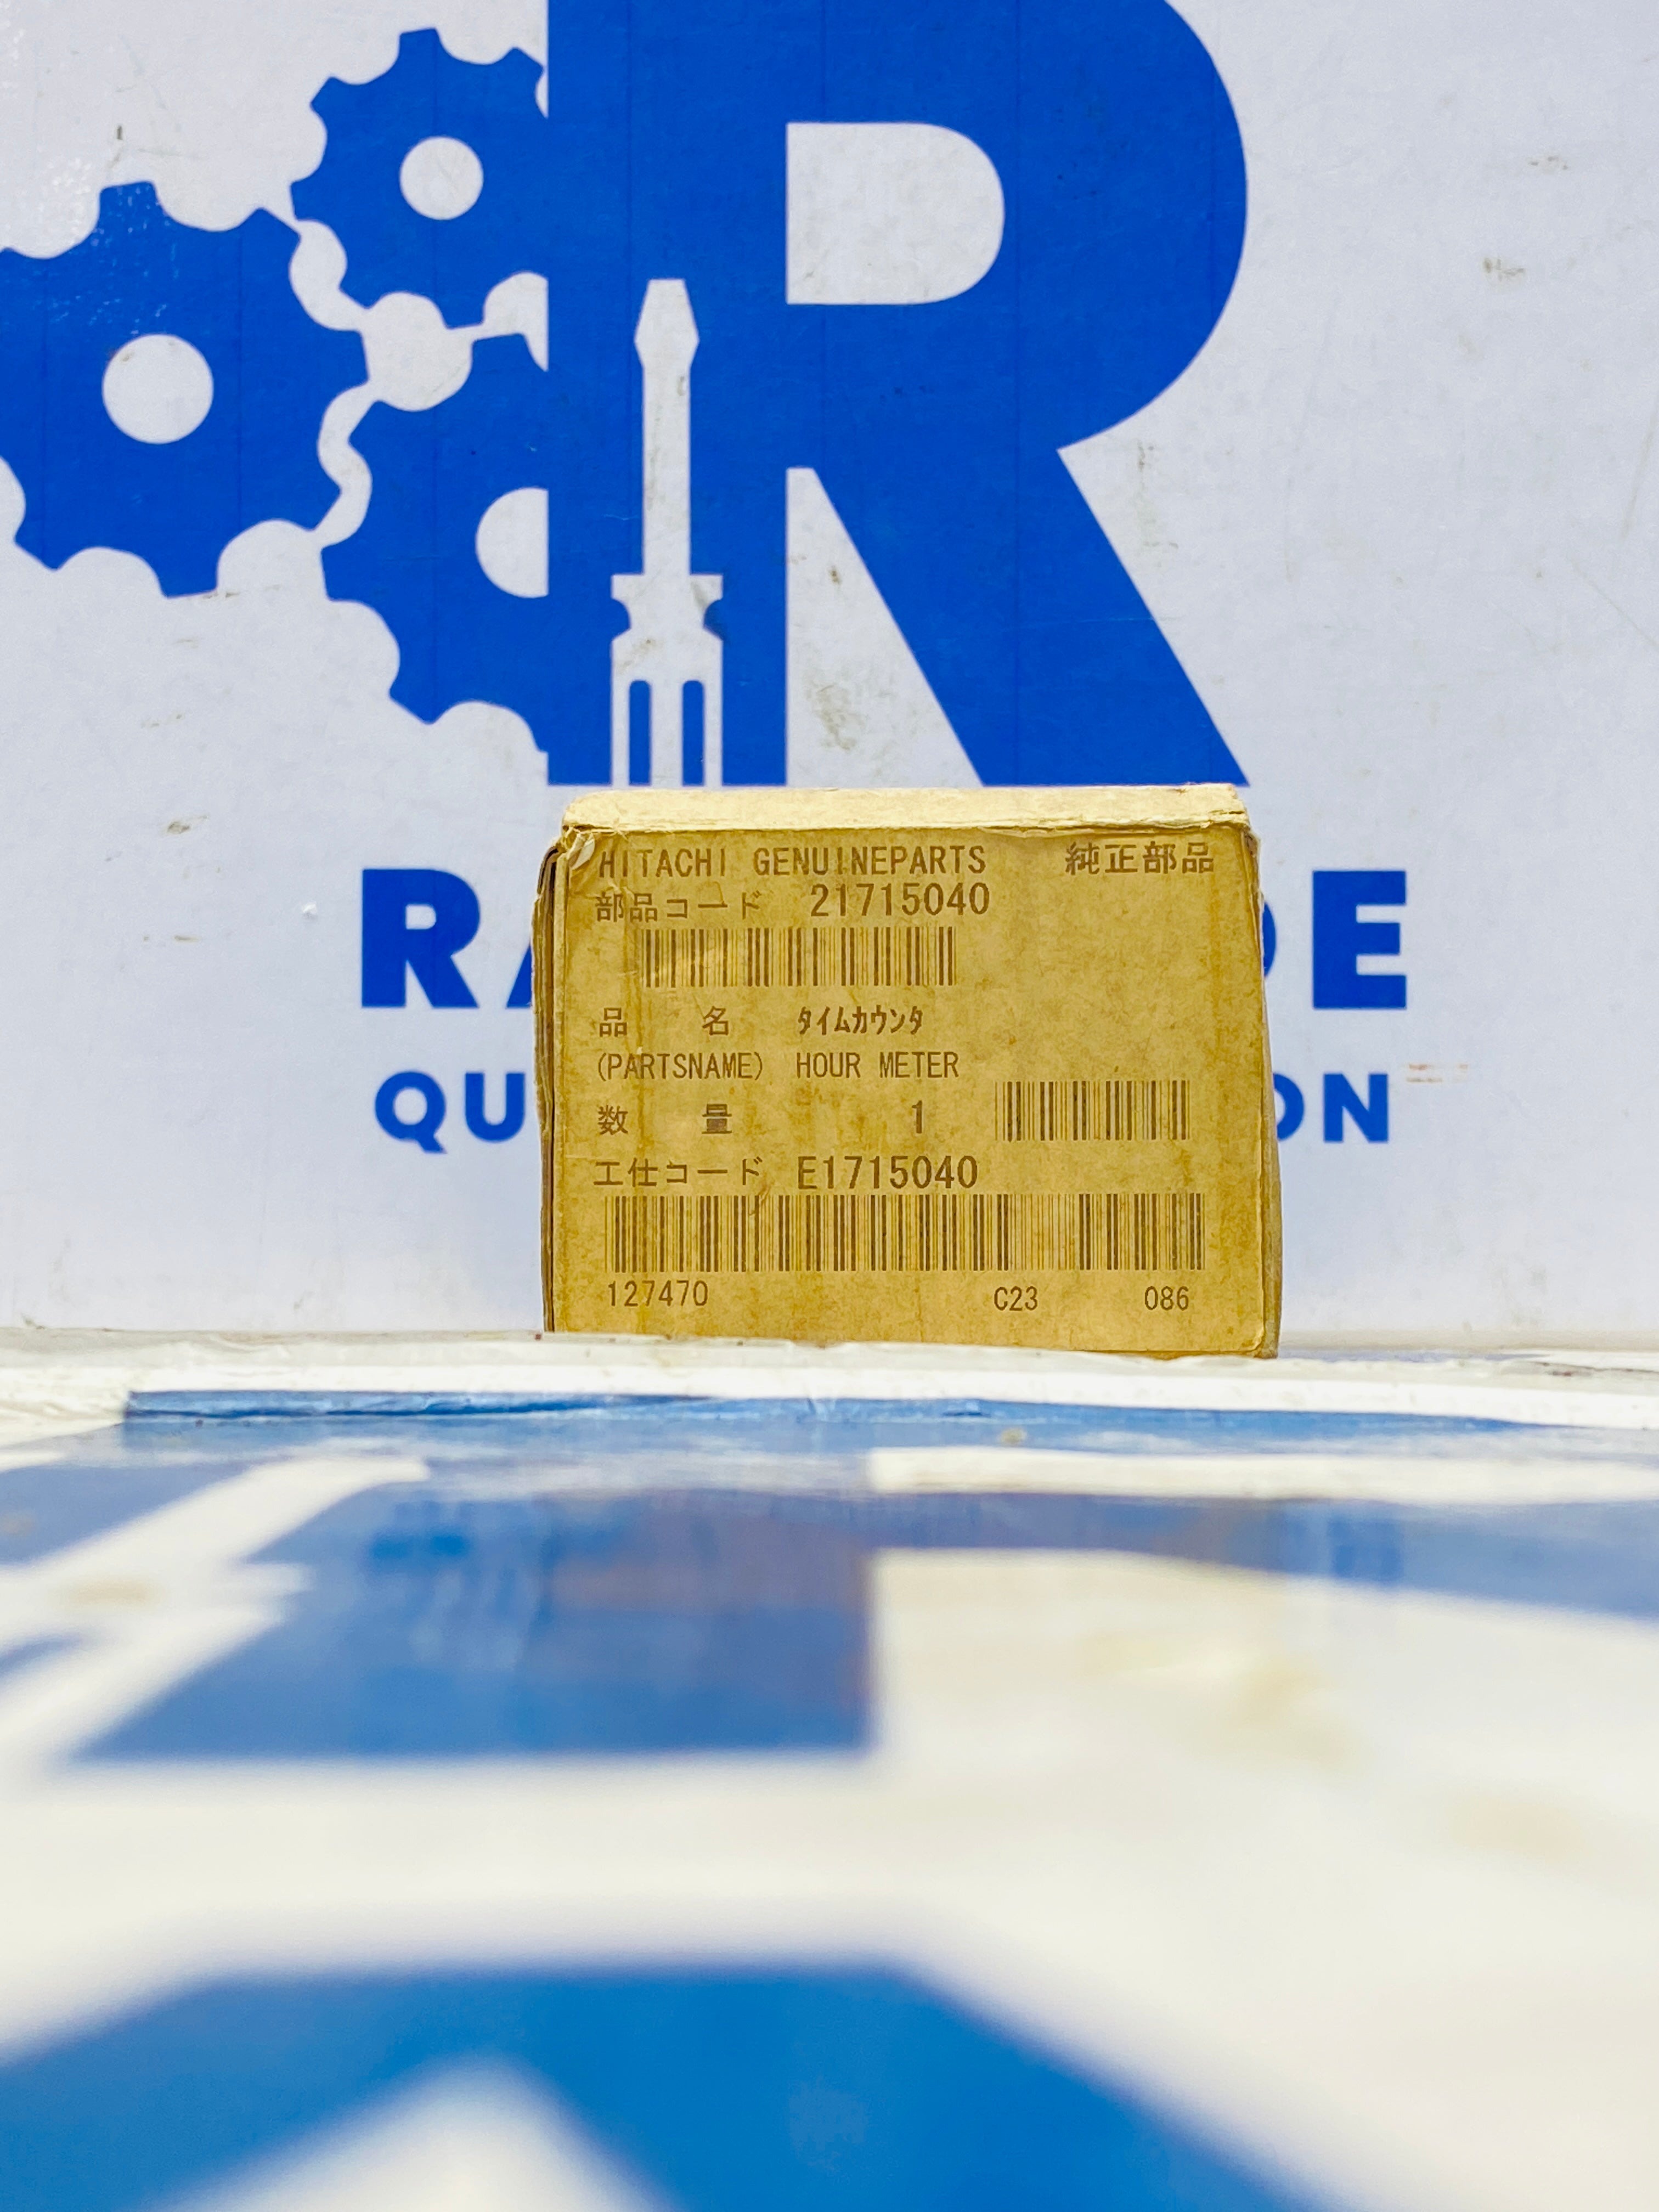 R
HITACHI GENUINEPARTS 純正部品
部品コード 21715040
品 名 タイムカウンタ
(PARTSNAME) HOUR METER
数 量 1
工仕コード E1715040
127470 C23 086